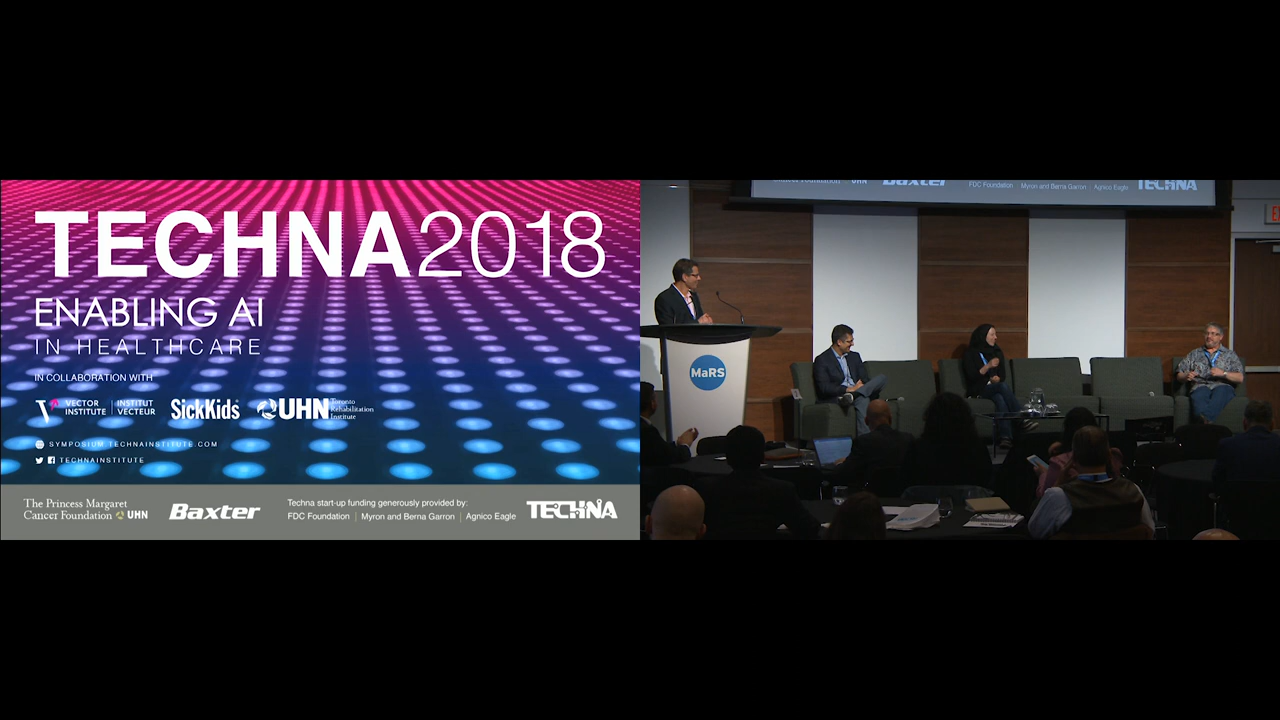 TECHNA2018
ENABLING AI
IN HEALTHCARE
IN COLLABORATION WITH
VECTOR INSTITUTE | INSTITUT VECTEUR
SickKids
UHN Toronto Rehabilitation Institute
SYMPOSIUM.TECHNAINSTITUTE.COM
TECHNAINSTITUTE
The Princess Margaret
Cancer Foundation UHN
Baxter
Techna start-up funding generously provided by:
FDC Foundation | Myron and Berna Garron | Agnico Eagle
TECHNA
Baxter
FDC Foundation | Myron and Berna Garron | Agnico Eagle
TECHNA
MaRS